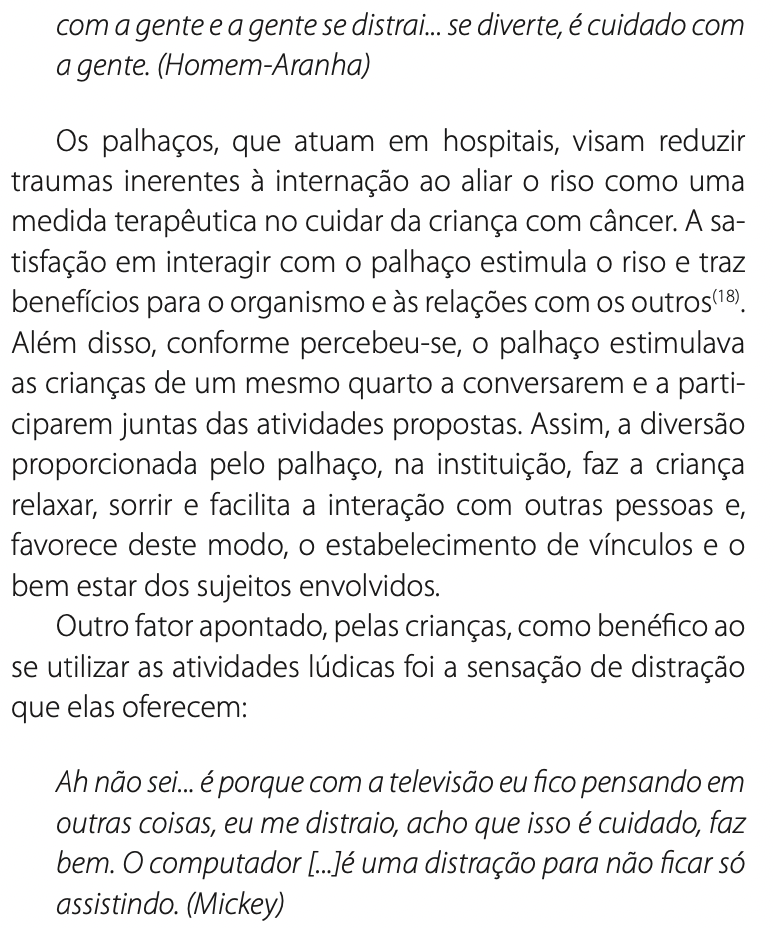 com a gente e a gente se distrai... se diverte, é cuidado com
a gente. (Homem-Aranha)
Os palhaços, que atuam em hospitais, visam reduzir
traumas inerentes à internação ao aliar o riso como uma
medida terapêutica no cuidar da criança com câncer. A sa-
tisfação em interagir com o palhaço estimula o riso e traz
benefícios para o organismo e às relações com os outros(18).
Além disso, conforme percebeu-se, o palhaço estimulava
as crianças de um mesmo quarto a conversarem e a parti-
ciparem juntas das atividades propostas. Assim, a diversão
proporcionada pelo palhaço, na instituição, faz a criança
relaxar, sorrir e facilita a interação com outras pessoas e,
favorece deste modo, o estabelecimento de vínculos e o
bem estar dos sujeitos envolvidos.
Outro fator apontado, pelas crianças, como benéfico ao
se utilizar as atividades lúdicas foi a sensação de distração
que elas oferecem:
Ah não sei... é porque com a televisão eu fico pensando em
outras coisas, eu me distraio, acho que isso é cuidado, faz
bem. O computador [...]é uma distração para não ficar só
assistindo. (Mickey)